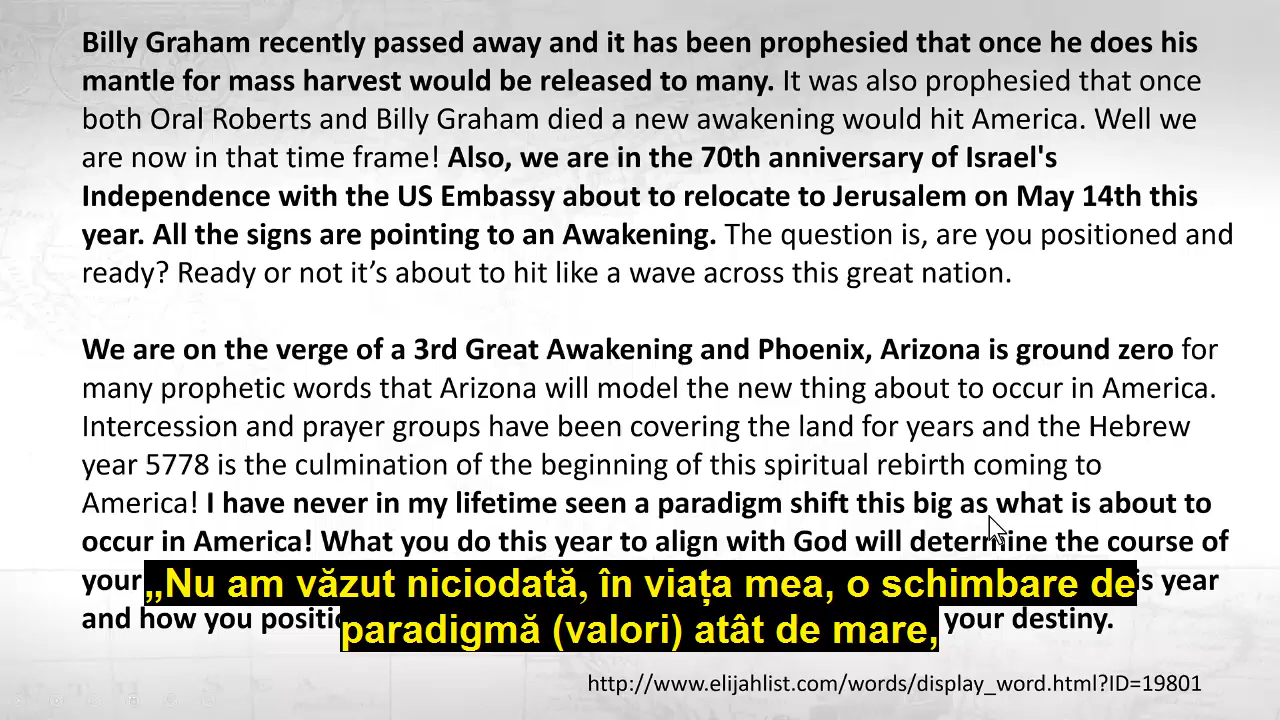 Billy Graham recently passed away and it has been prophesied that once he does his
mantle for mass harvest would be released to many. It was also prophesied that once
both Oral Roberts and Billy Graham died a new awakening would hit America. Well we
are now in that time frame! Also, we are in the 70th anniversary of Israel's
Independence with the US Embassy about to relocate to Jerusalem on May 14th this
year. All the signs are pointing to an Awakening. The question is, are you positioned and
ready? Ready or not it’s about to hit like a wave across this great nation.
We are on the verge of a 3rd Great Awakening and Phoenix, Arizona is ground zero for
many prophetic words that Arizona will model the new thing about to occur in America.
Intercession and prayer groups have been covering the land for years and the Hebrew
year 5778 is the culmination of the beginning of this spiritual rebirth coming to
America! I have never in my lifetime seen a paradigm shift this big as what is about to
occur in America! What you do this year to align with God will determine the course of
your year
and how you your destiny.
„Nu am văzut niciodată, în viața mea, o schimbare de
paradigmă (valori) atât de mare,
http://www.elijahlist.com/words/display_word.html?ID=19801